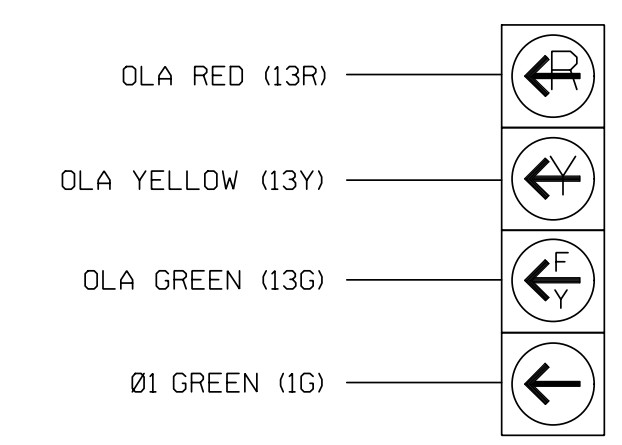 OLA RED (13R)
R
OLA YELLOW (13Y)
Y
OLA GREEN (13G)
F
Y
Ø1 GREEN (1G)